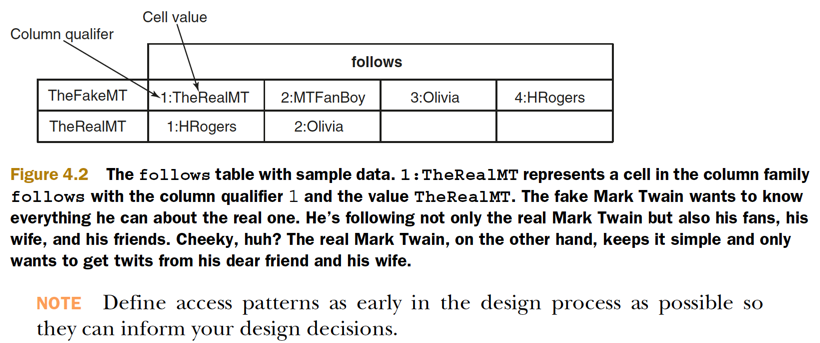 Cell value
Column qualifer
follows
TheFakeMT 1:TheRealMT 2:MTFanBoy 3:Olivia 4:HRogers
TheRealMT 1:HRogers 2:Olivia
Figure 4.2 The follows table with sample data. 1:TheRealMT represents a cell in the column family
follows with the column qualifier 1 and the value TheRealMT. The fake Mark Twain wants to know
everything he can about the real one. He's following not only the real Mark Twain but also his fans, his
wife, and his friends. Cheeky, huh? The real Mark Twain, on the other hand, keeps it simple and only
wants to get twits from his dear friend and his wife.
NOTE Define access patterns as early in the design process as possible so
they can inform your design decisions.